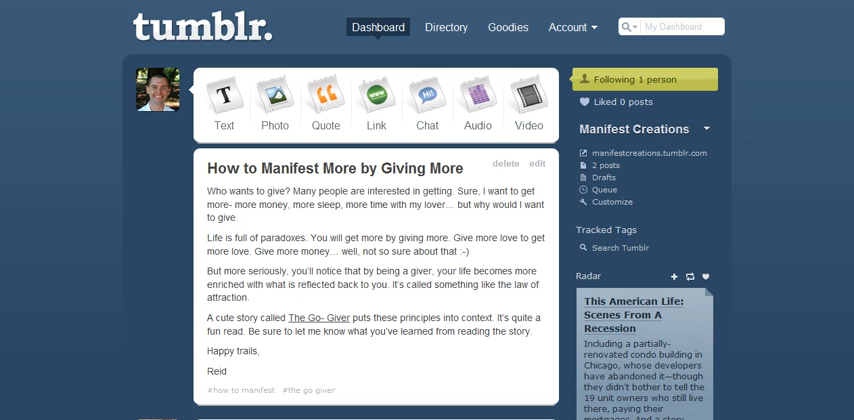 tumblr.
Dashboard Directory Goodies Account
My Dashboard
Text Photo Quote Link Chat Audio Video
T
www
Hi!
Following 1 person
Liked 0 posts
Manifest Creations
manifestcreations.tumblr.com
2 posts
Drafts
Queue
Customize
Tracked Tags
Search Tumblr
Radar
This American Life:
Scenes From A
Recession
Including a partially-
renovated condo building in
Chicago, whose developers
have abandoned it—though
they didn't bother to tell the
19 unit owners who still live
there, paying their
mortgages. And a story
How to Manifest More by Giving More
delete edit
Who wants to give? Many people are interested in getting. Sure, I want to get
more- more money, more sleep, more time with my lover... but why would I want
to give.
Life is full of paradoxes. You will get more by giving more. Give more love to get
more love. Give more money... well, not so sure about that :-)
But more seriously, you'll notice that by being a giver, your life becomes more
enriched with what is reflected back to you. It's called something like the law of
attraction.
A cute story called The Go- Giver puts these principles into context. It's quite a
fun read. Be sure to let me know what you've learned from reading the story.
Happy trails,
Reid
#how to manifest #the go giver